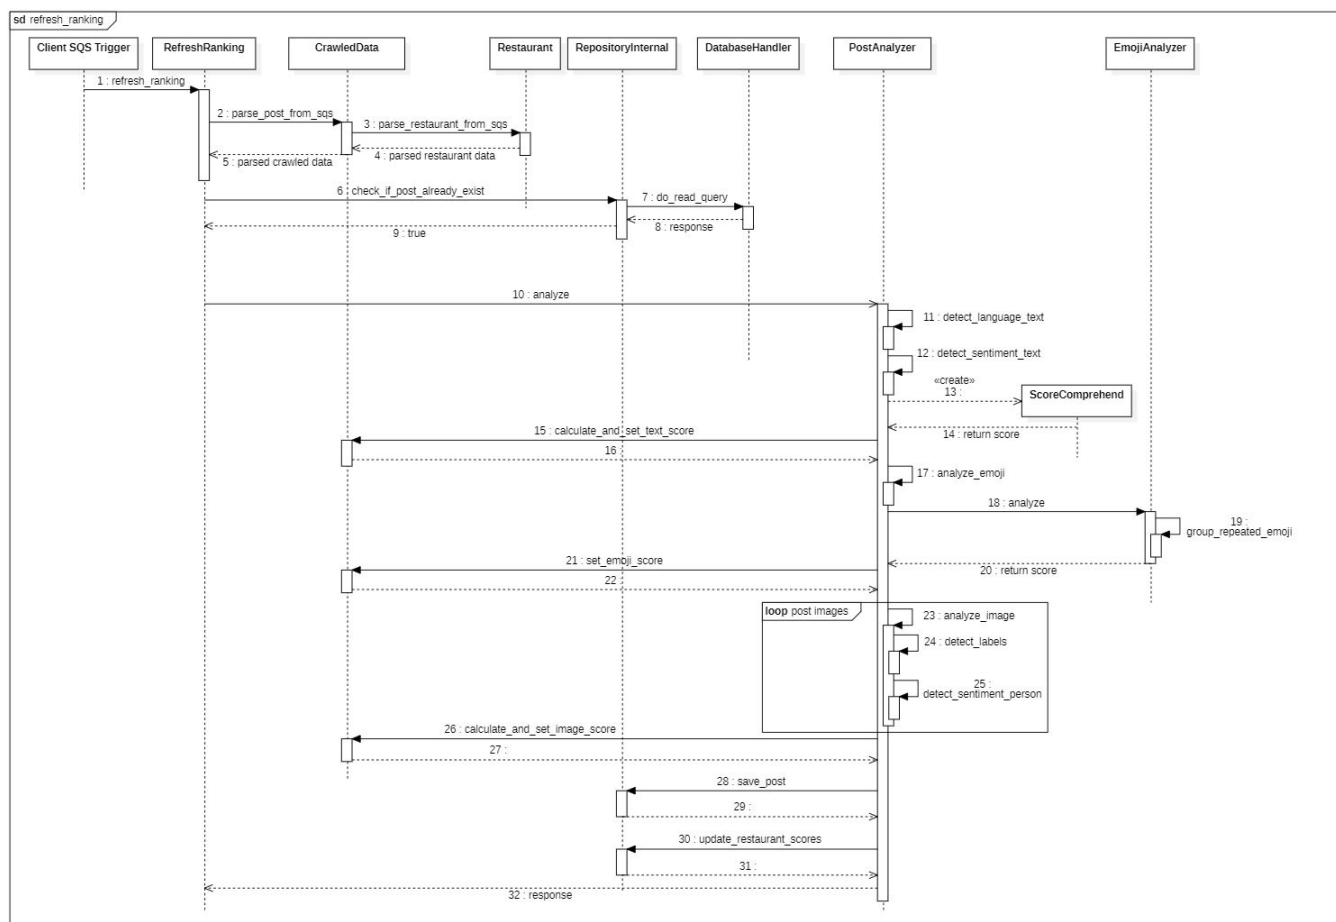 sd refresh_ranking
Client SQS Trigger
RefreshRanking
CrawledData
Restaurant
RepositoryInternal
DatabaseHandler
PostAnalyzer
EmojiAnalyzer
1 : refresh_ranking
2 : parse_post_from_sqs
3 : parse_restaurant_from_sqs
4 : parsed restaurant data
5 : parsed crawled data
6 : check_if_post_already_exist
7 : do_read_query
8 : response
9 : true
10 : analyze
11 : detect_language_text
12 : detect_sentiment_text
«create»
13 :
ScoreComprehend
14 : return score
15 : calculate_and_set_text_score
16 :
17 : analyze_emoji
18 : analyze
19 :
group_repeated_emoji
20 : return score
21 : set_emoji_score
22 :
loop post images
23 : analyze_image
24 : detect_labels
25 :
detect_sentiment_person
26 : calculate_and_set_image_score
27 :
28 : save_post
29 :
30 : update_restaurant_scores
31 :
32 : response